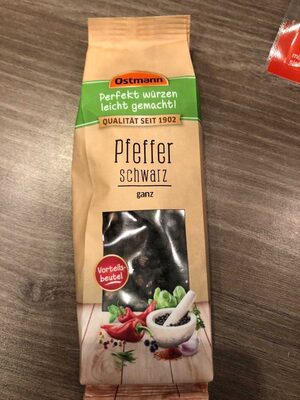 Ostmann
Perfekt würzen
leicht gemacht!
QUALITÄT SEIT 1902
Pfeffer
schwarz
ganz
Vorteils-
beutel